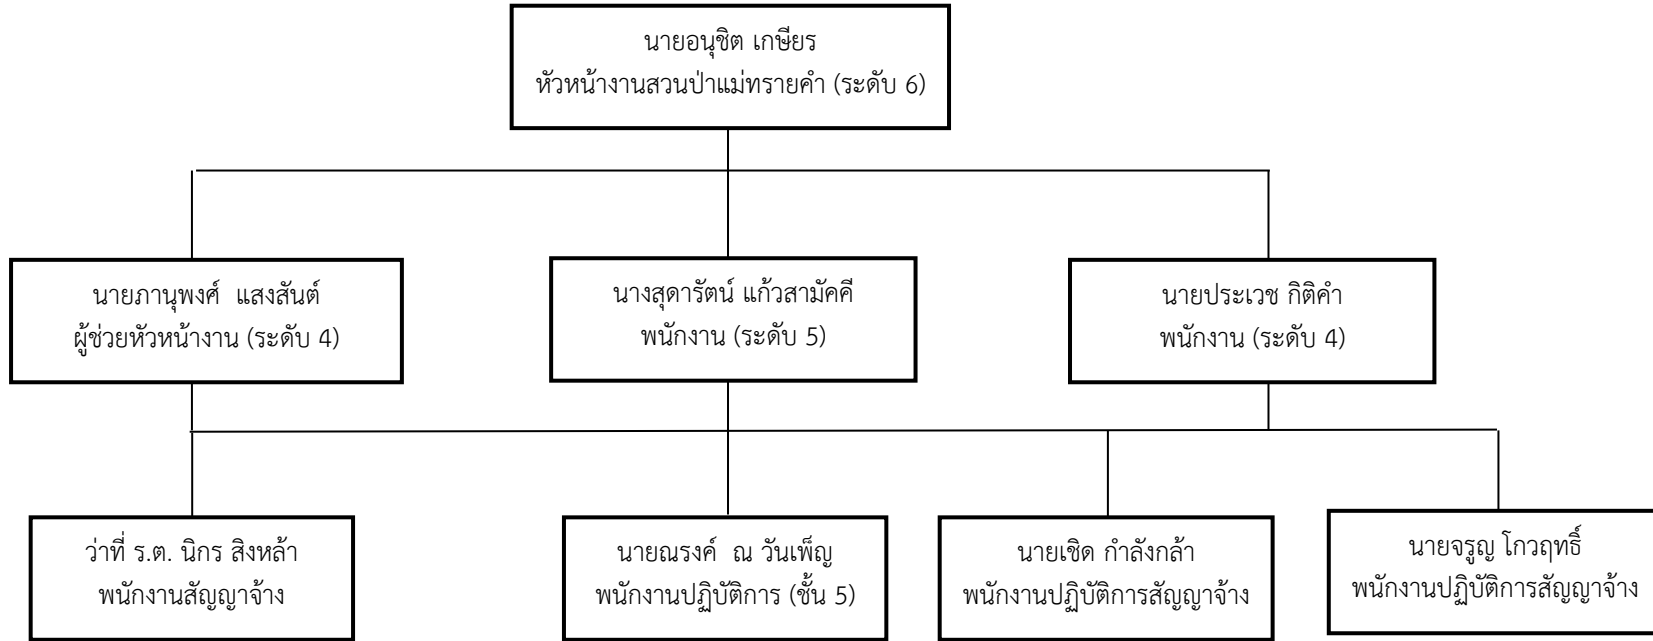 นายอนุชิต เกษียร
หัวหน้างานสวนป่าแม่ทรายคำ (ระดับ 6)
นายภานุพงศ์  แสงสันต์
ผู้ช่วยหัวหน้างาน (ระดับ 4)
นางสุดารัตน์ แก้วสามัคคี
พนักงาน (ระดับ 5)
นายประเวช กิติคำ
พนักงาน (ระดับ 4)
ว่าที่ ร.ต. นิกร สิงหล้า
พนักงานสัญญาจ้าง
นายณรงค์  ณ วันเพ็ญ
พนักงานปฏิบัติการ (ชั้น 5)
นายเชิด กำลังกล้า
พนักงานปฏิบัติการสัญญาจ้าง
นายจรูญ โกวฤทธิ์
พนักงานปฏิบัติการสัญญาจ้าง